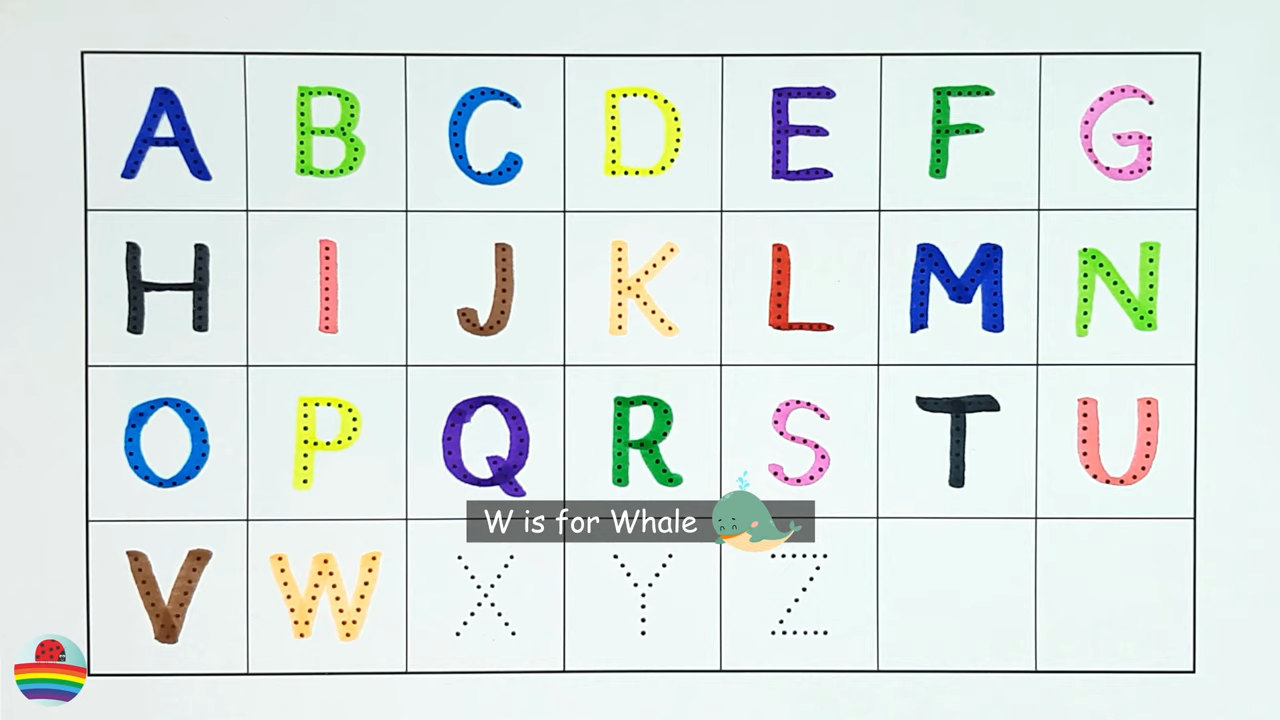 A B C D E F G
H I J K L M N
O P Q R S T U
W is for Whale
V W X Y Z